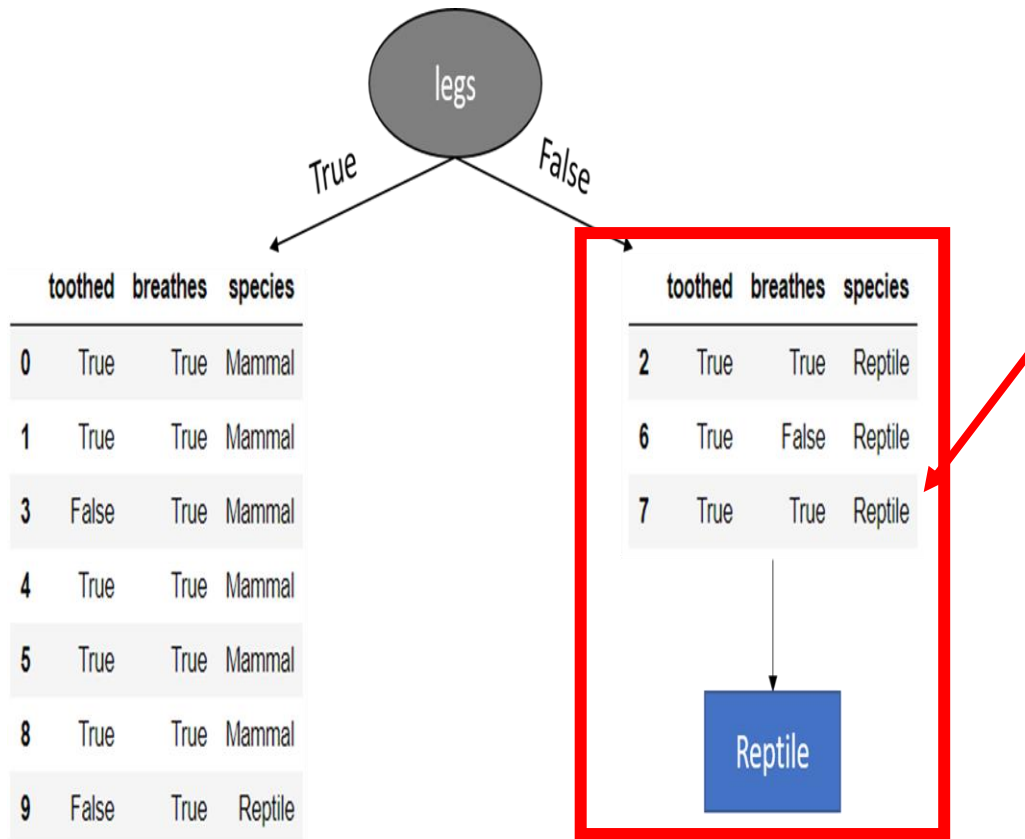 legs
True
False
toothed breathes species
0 True True Mammal
1 True True Mammal
3 False True Mammal
4 True True Mammal
5 True True Mammal
8 True True Mammal
9 False True Reptile
toothed breathes species
2 True True Reptile
6 True False Reptile
7 True True Reptile
Reptile